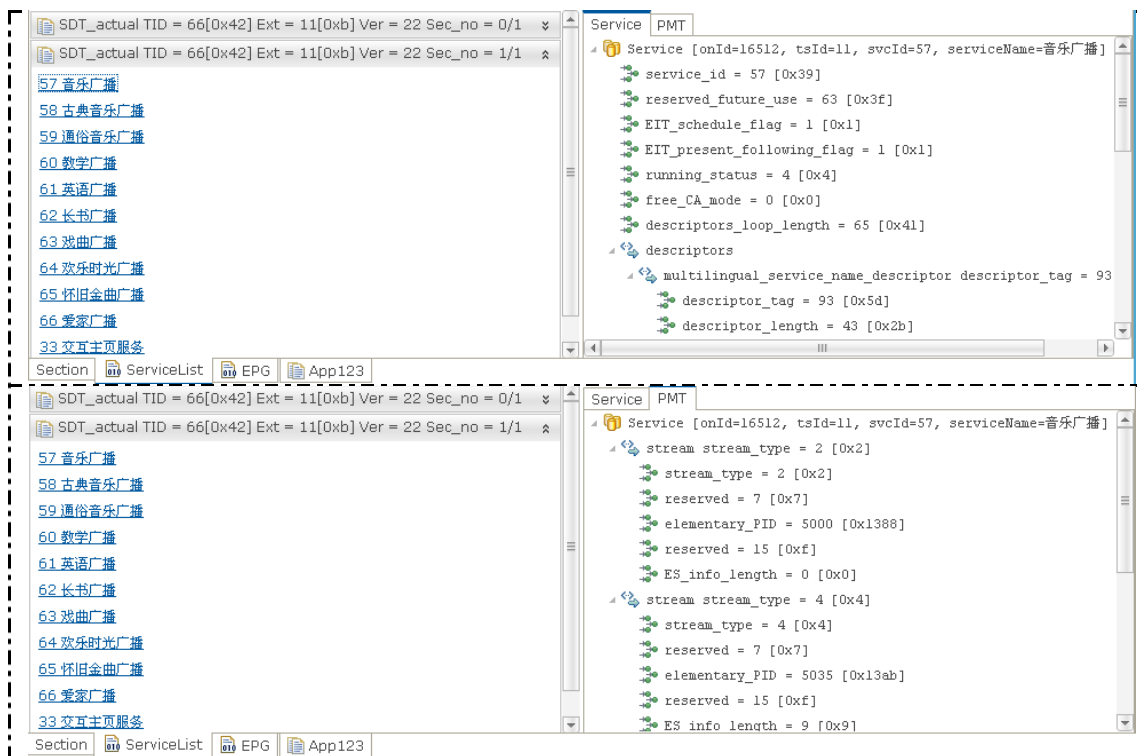 SDT_actual TID = 66[0x42] Ext = 11[0xb] Ver = 22 Sec_no = 0/1
SDT_actual TID = 66[0x42] Ext = 11[0xb] Ver = 22 Sec_no = 1/1
57 音乐广播
58 古典音乐广播
59 通俗音乐广播
60 教学广播
61 英语广播
62 长书广播
63 戏曲广播
64 欢乐时光广播
65 怀旧金曲广播
66 爱家广播
33 交互主页服务
Section ServiceList EPG App123
Service PMT
Service [onId=16512, tsId=11, svcId=57, serviceName=音乐广播]
service_id = 57 [0x39]
reserved_future_use = 63 [0x3f]
EIT_schedule_flag = 1 [0x1]
EIT_present_following_flag = 1 [0x1]
running_status = 4 [0x4]
free_CA_mode = 0 [0x0]
descriptors_loop_length = 65 [0x41]
descriptors
multilingual_service_name_descriptor descriptor_tag = 93
descriptor_tag = 93 [0x5d]
descriptor_length = 43 [0x2b]
SDT_actual TID = 66[0x42] Ext = 11[0xb] Ver = 22 Sec_no = 0/1
SDT_actual TID = 66[0x42] Ext = 11[0xb] Ver = 22 Sec_no = 1/1
57 音乐广播
58 古典音乐广播
59 通俗音乐广播
60 教学广播
61 英语广播
62 长书广播
63 戏曲广播
64 欢乐时光广播
65 怀旧金曲广播
66 爱家广播
33 交互主页服务
Section ServiceList EPG App123
Service PMT
Service [onId=16512, tsId=11, svcId=57, serviceName=音乐广播]
stream stream_type = 2 [0x2]
stream_type = 2 [0x2]
reserved = 7 [0x7]
elementary_PID = 5000 [0x1388]
reserved = 15 [0xf]
ES_info_length = 0 [0x0]
stream stream_type = 4 [0x4]
stream_type = 4 [0x4]
reserved = 7 [0x7]
elementary_PID = 5035 [0x13ab]
reserved = 15 [0xf]
ES_info_length = 9 [0x9]